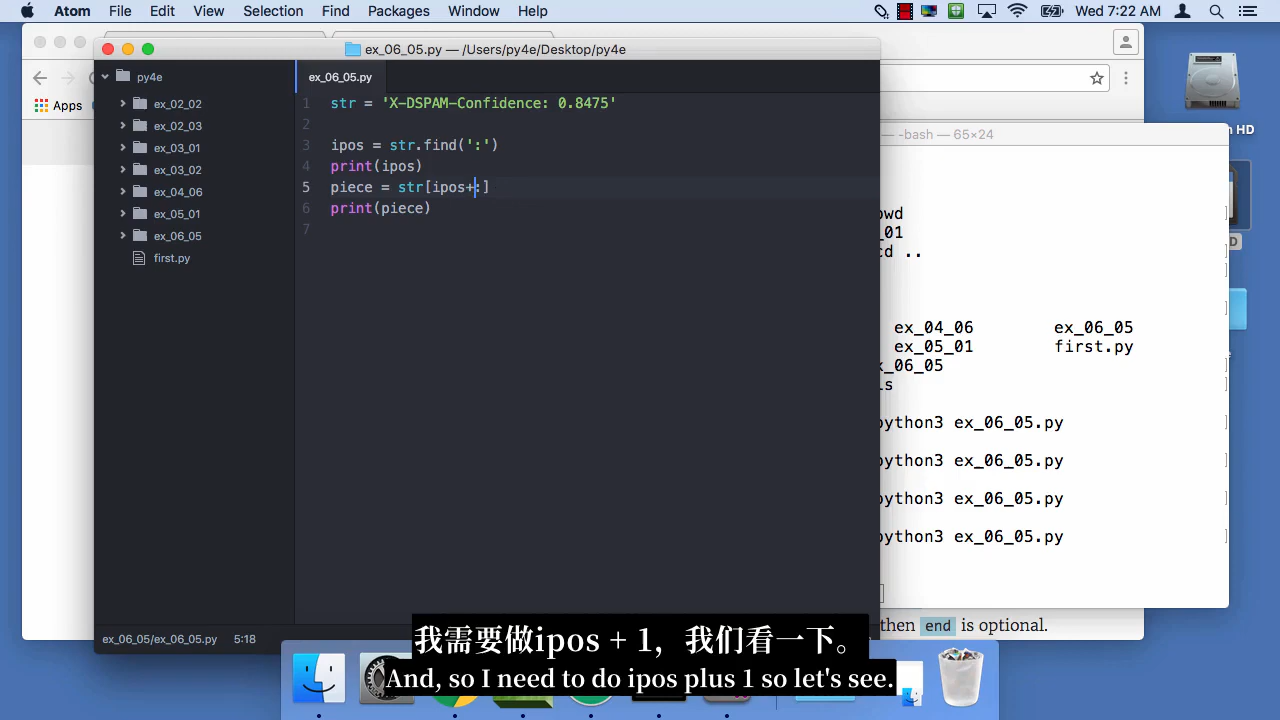 Atom File Edit View Selection Find Packages Window Help Wed 7:22 AM
ex_06_05.py — /Users/py4e/Desktop/py4e
py4e
ex_06_05.py
ex_02_02
ex_02_03
ex_03_01
ex_03_02
ex_04_06
ex_05_01
ex_06_05
first.py
1 str = 'X-DSPAM-Confidence: 0.8475'
2
3 ipos = str.find(':')
4 print(ipos)
5 piece = str[ipos+:]
6 print(piece)
7
ex_06_05/ex_06_05.py 5:18
Apps
HD
— -bash — 65×24
owd
_01
cd ..
ex_04_06 ex_06_05
ex_05_01 first.py
x_06_05
ls
python3 ex_06_05.py
python3 ex_06_05.py
python3 ex_06_05.py
python3 ex_06_05.py
then end is optional.
我需要做ipos + 1，我们看一下。
And, so I need to do ipos plus 1 so let's see.